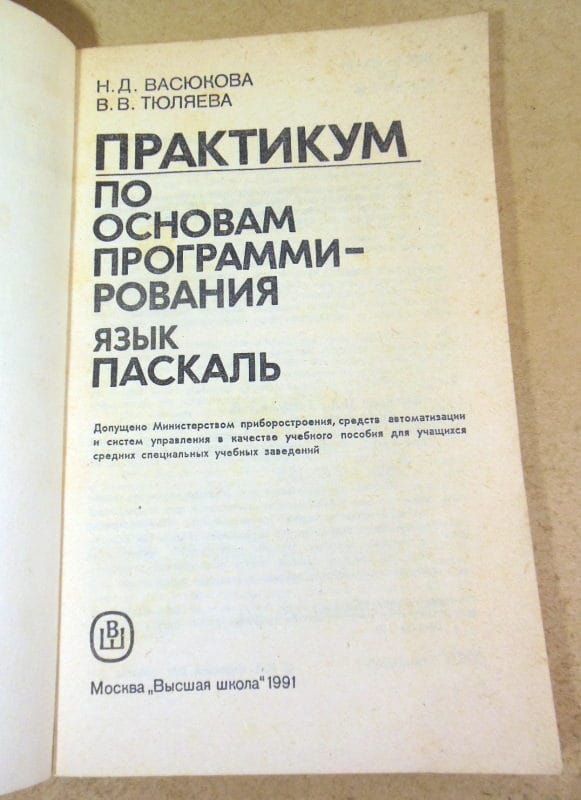 Н. Д. ВАСЮКОВА
В. В. ТЮЛЯЕВА
ПРАКТИКУМ
ПО
ОСНОВАМ
ПРОГРАММИ-
РОВАНИЯ
ЯЗЫК
ПАСКАЛЬ
Допущено Министерством приборостроения, средств автоматизации
и систем управления в качестве учебного пособия для учащихся
средних специальных учебных заведений
ВШ
Москва „Высшая школа“ 1991